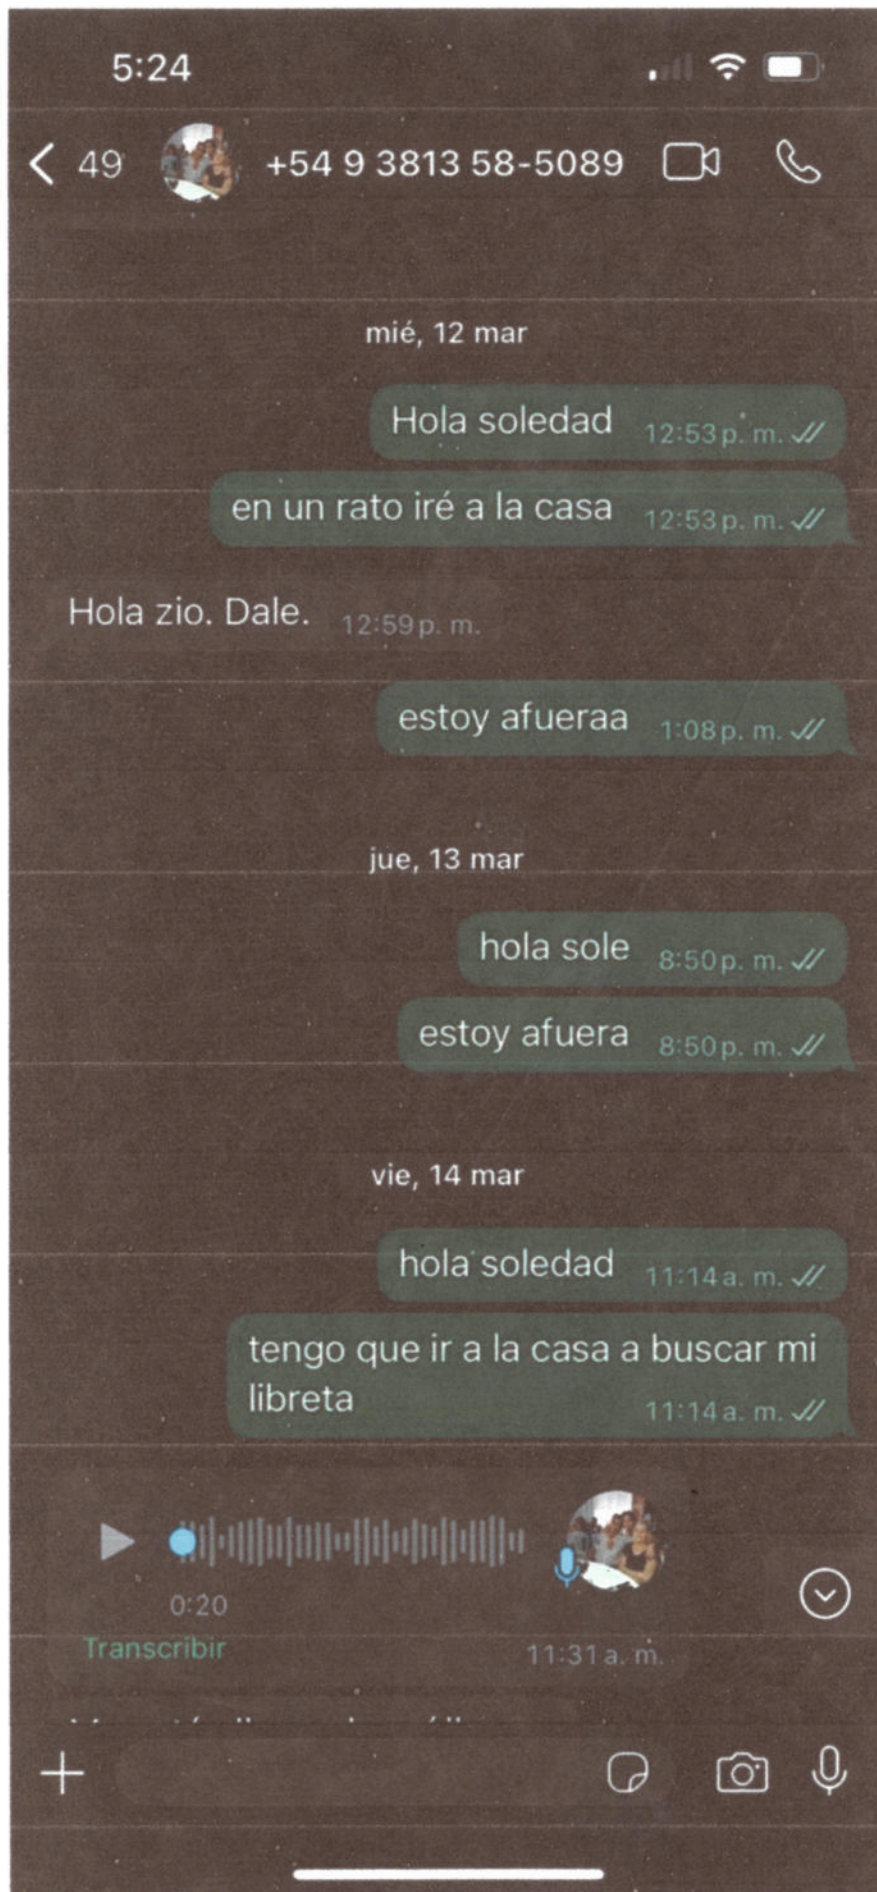 5:24
49 +54 9 3813 58-5089
mié, 12 mar
Hola soledad 12:53 p. m.
en un rato iré a la casa 12:53 p. m.
Hola zio. Dale. 12:59 p. m.
estoy afueraa 1:08 p. m.
jue, 13 mar
hola sole 8:50 p. m.
estoy afuera 8:50 p. m.
vie, 14 mar
hola soledad 11:14 a. m.
tengo que ir a la casa a buscar mi
libreta 11:14 a. m.
0:20
Transcribir 11:31 a. m.